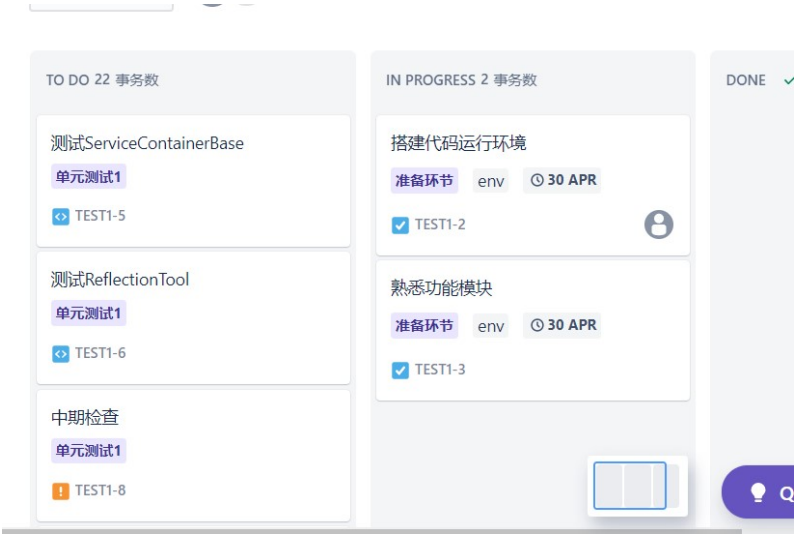 TO DO 22 事务数
测试ServiceContainerBase
单元测试1
TEST1-5
测试ReflectionTool
单元测试1
TEST1-6
中期检查
单元测试1
TEST1-8
IN PROGRESS 2 事务数
搭建代码运行环境
准备环节 env 30 APR
TEST1-2
熟悉功能模块
准备环节 env 30 APR
TEST1-3
DONE
Q